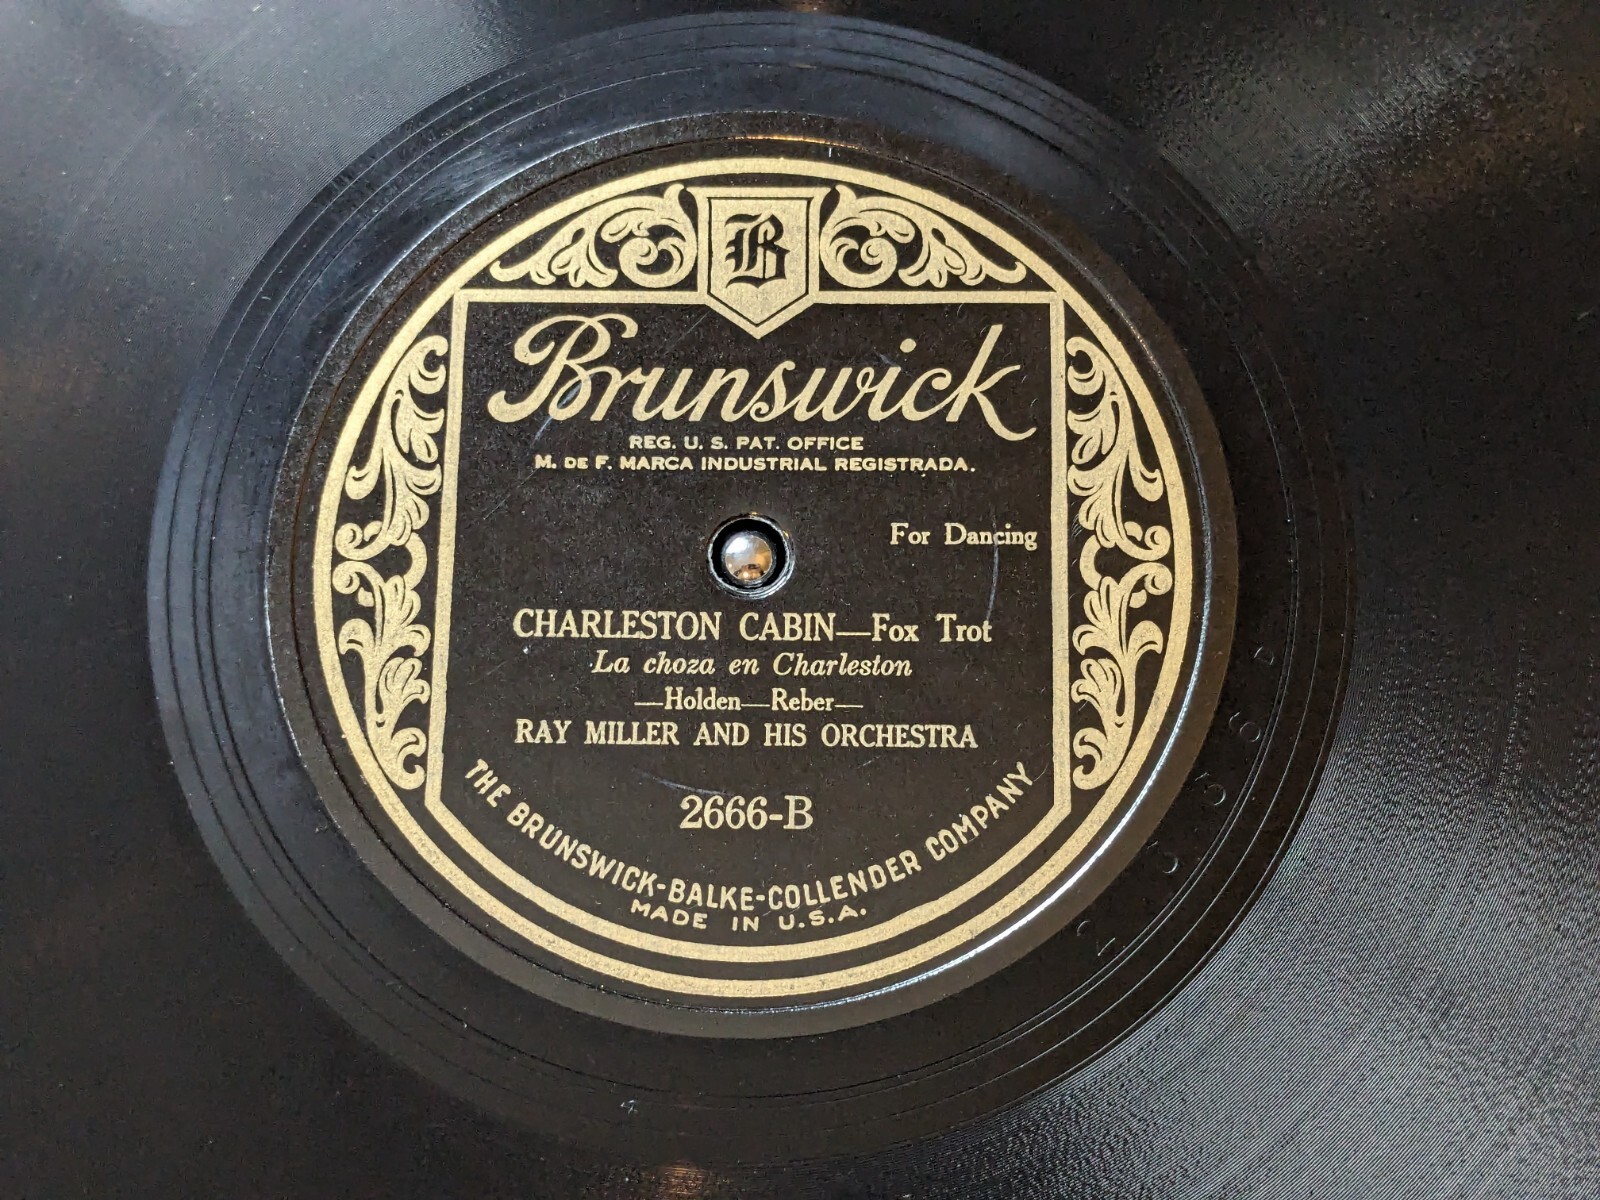 B
Brunswick
REG. U. S. PAT. OFFICE
M. DE F. MARCA INDUSTRIAL REGISTRADA.
For Dancing
CHARLESTON CABIN—Fox Trot
La choza en Charleston
—Holden—Reber—
RAY MILLER AND HIS ORCHESTRA
2666-B
THE BRUNSWICK-BALKE-COLLENDER COMPANY
MADE IN U.S.A.